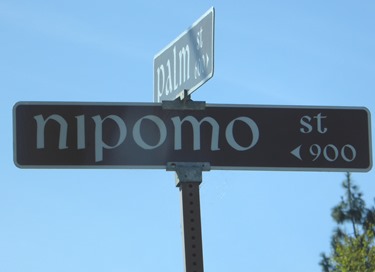 palm st
nipomo st
◄ 900